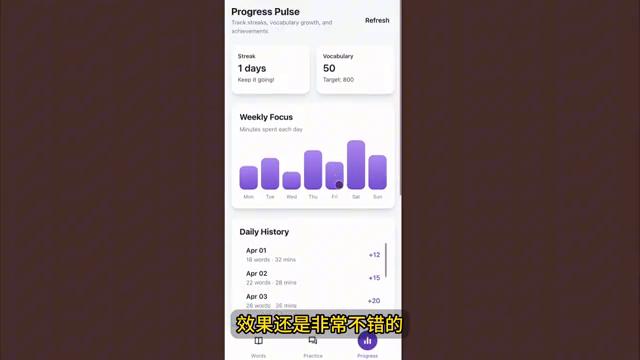 Progress Pulse
Track streaks, vocabulary growth, and
achievements
Refresh
Streak
1 days
Keep it going!
Vocabulary
50
Target: 800
Weekly Focus
Minutes spent each day
Mon Tue Wed Thu Fri Sat Sun
Daily History
Apr 01
18 words · 32 mins
+12
Apr 02
22 words · 28 mins
+15
Apr 03
26 words · 36 mins
+20
效果还是非常不错的
Words Practice Progress